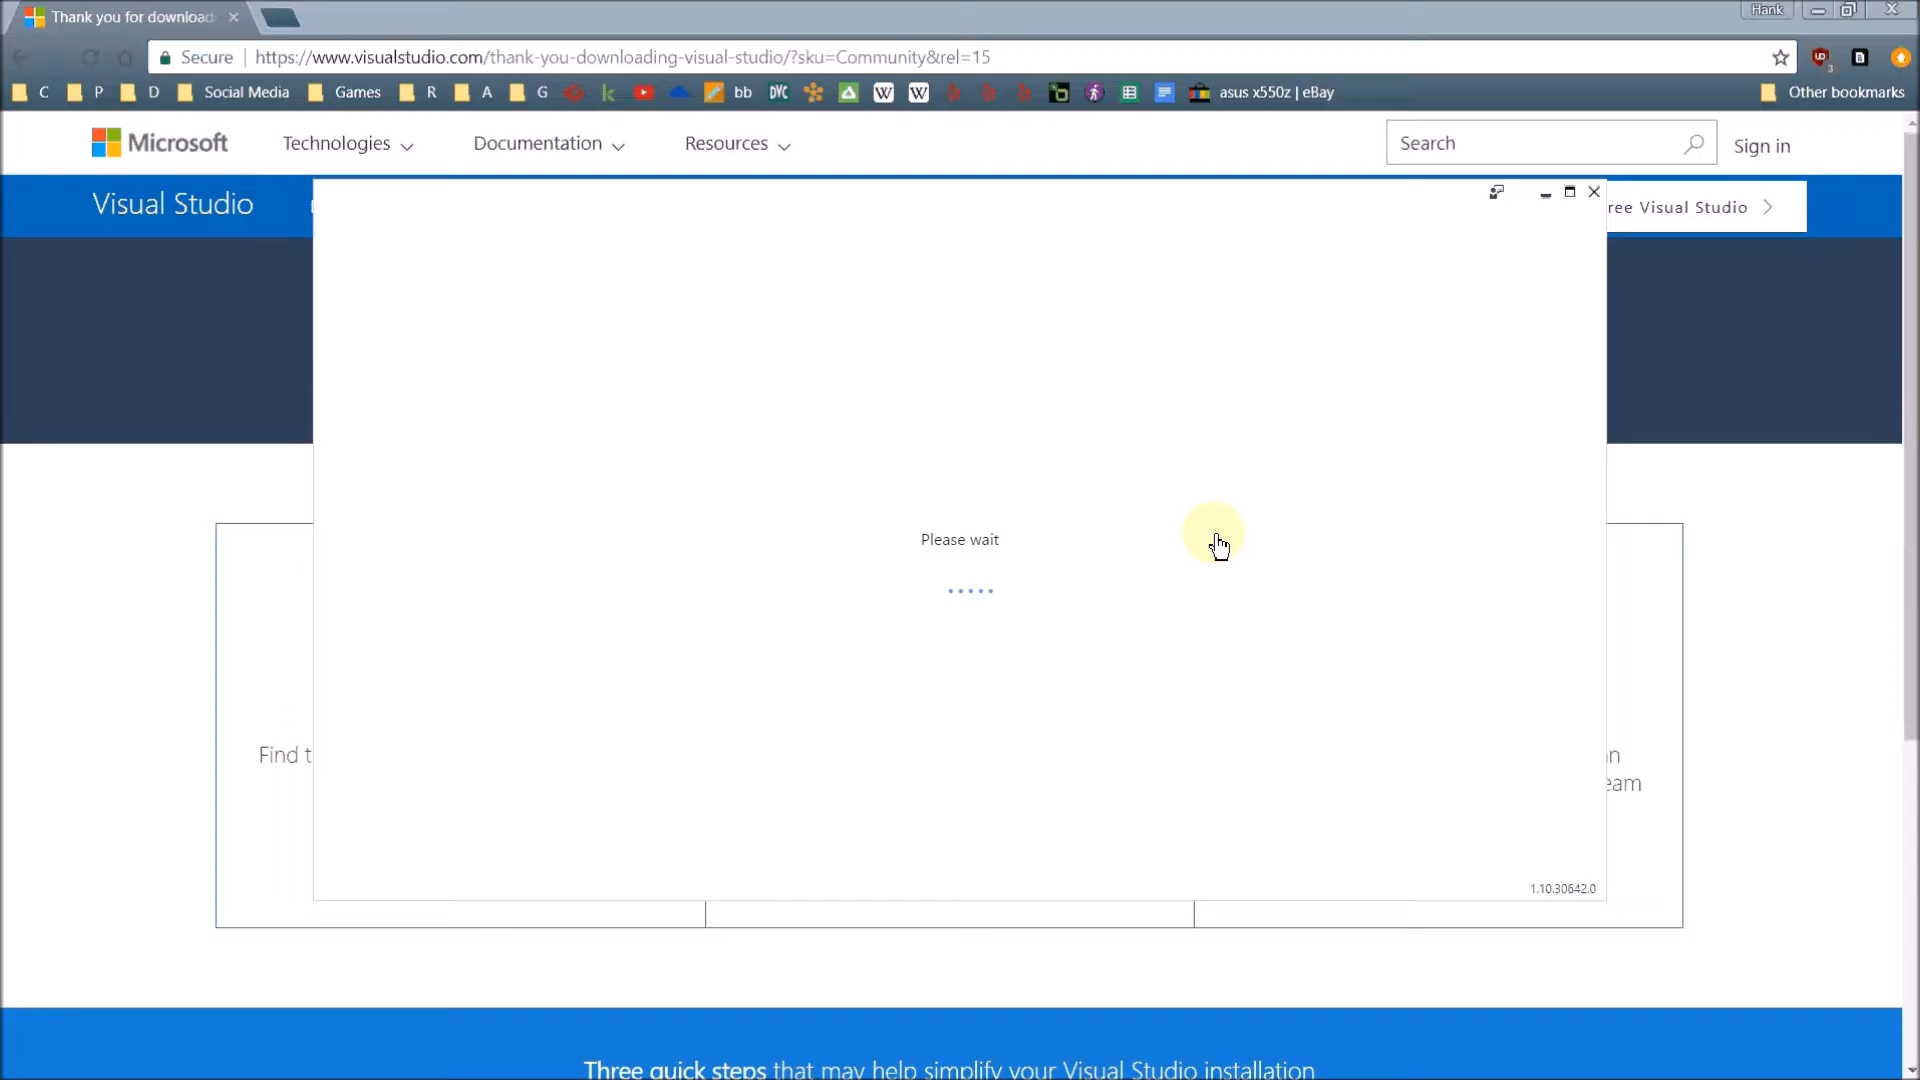 Thank you for download
Hank
Secure
https://www.visualstudio.com/thank-you-downloading-visual-studio/?sku=Community&rel=15
C
P
D
Social Media
Games
R
A
G
bb
DVC
W
W
asus x550z | eBay
Other bookmarks
Microsoft
Technologies
Documentation
Resources
Search
Sign in
Visual Studio
ree Visual Studio
Please wait
Find t
n
eam
1.10.30642.0
Three quick steps that may help simplify your Visual Studio installation